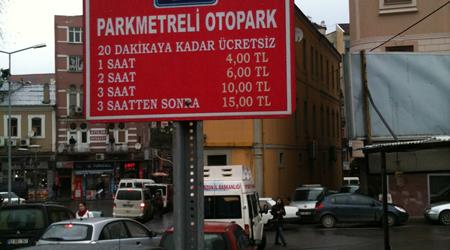 PARKMETRELİ OTOPARK
20 DAKİKAYA KADAR ÜCRETSİZ
1 SAAT 4,00 TL
2 SAAT 6,00 TL
3 SAAT 10,00 TL
3 SAATTEN SONRA 15,00 TL